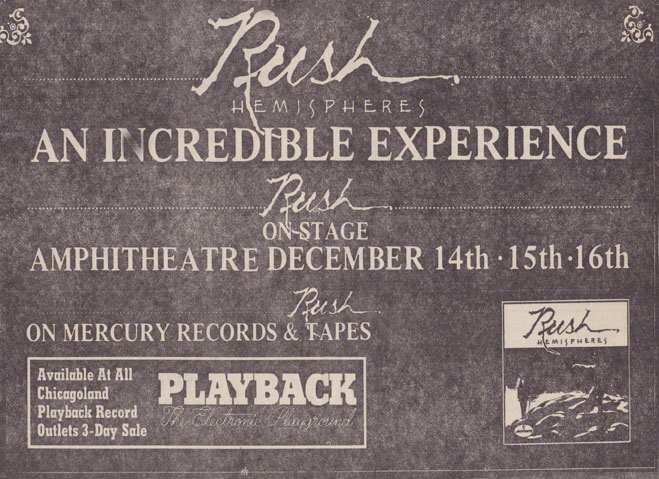 Rush
HEMISPHERES
AN INCREDIBLE EXPERIENCE
Rush
ON STAGE
AMPHITHEATRE DECEMBER 14th · 15th · 16th
Rush
ON MERCURY RECORDS & TAPES
Available At All
Chicagoland
Playback Record
Outlets 3-Day Sale
PLAYBACK
The Electronic Playground
Rush
HEMISPHERES